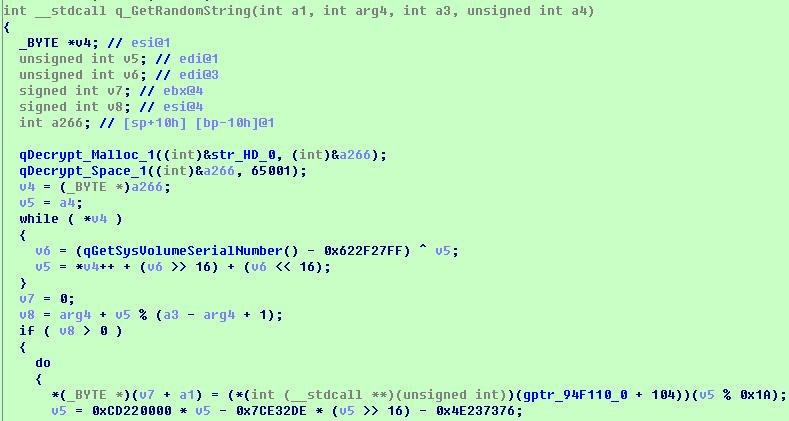 int __stdcall q_GetRandomString(int a1, int arg4, int a3, unsigned int a4)
{
_BYTE *v4; // esi@1
unsigned int v5; // edi@1
unsigned int v6; // edi@3
signed int v7; // ebx@4
signed int v8; // esi@4
int a266; // [sp+10h] [bp-10h]@1
qDecrypt_Malloc_1((int)&str_HD_0, (int)&a266);
qDecrypt_Space_1((int)&a266, 65001);
v4 = (_BYTE *)a266;
v5 = a4;
while ( *v4 )
{
v6 = (qGetSysVolumeSerialNumber() - 0x622F27FF) ^ v5;
v5 = *v4++ + (v6 >> 16) + (v6 << 16);
}
v7 = 0;
v8 = arg4 + v5 % (a3 - arg4 + 1);
if ( v8 > 0 )
{
do
{
*(_BYTE *)(v7 + a1) = (*(int (__stdcall **)(unsigned int))(gptr_94F110_0 + 104))(v5 % 0x1A);
v5 = 0xCD220000 * v5 - 0x7CE32DE * (v5 >> 16) - 0x4E237376;